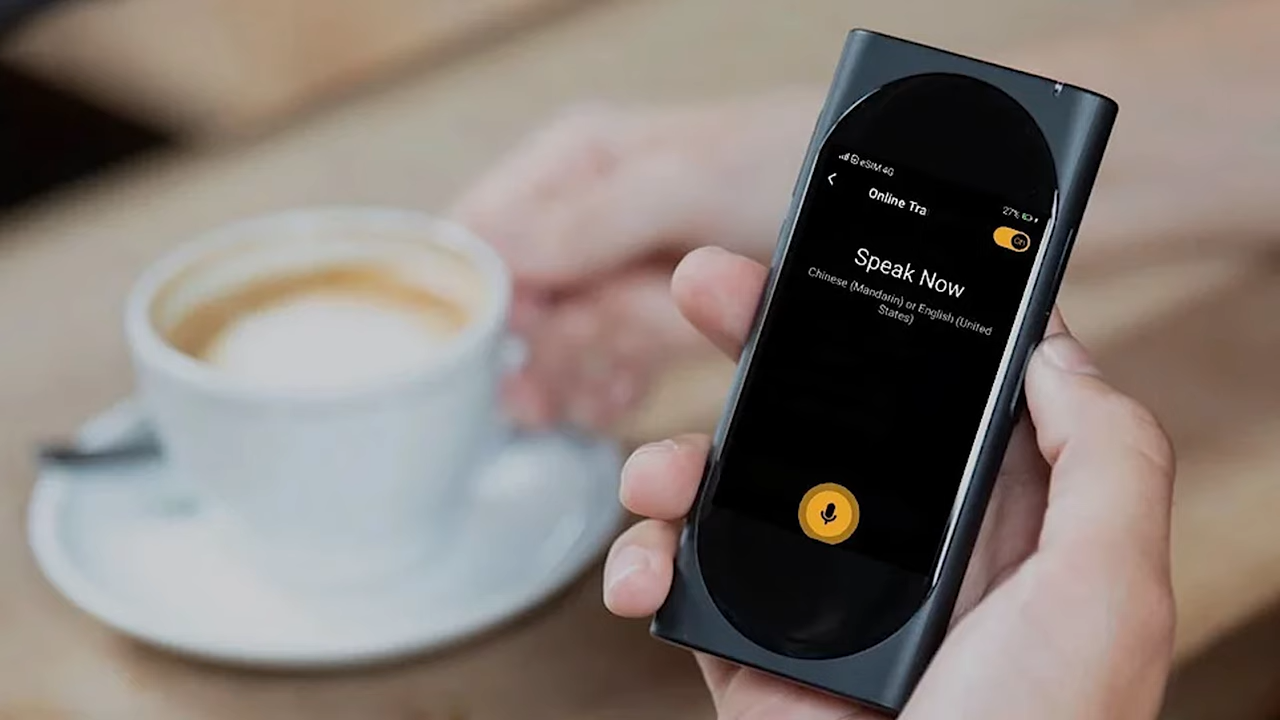 eSIM 4G
27%
Online Tra
on
Speak Now
Chinese (Mandarin) or English (United
States)